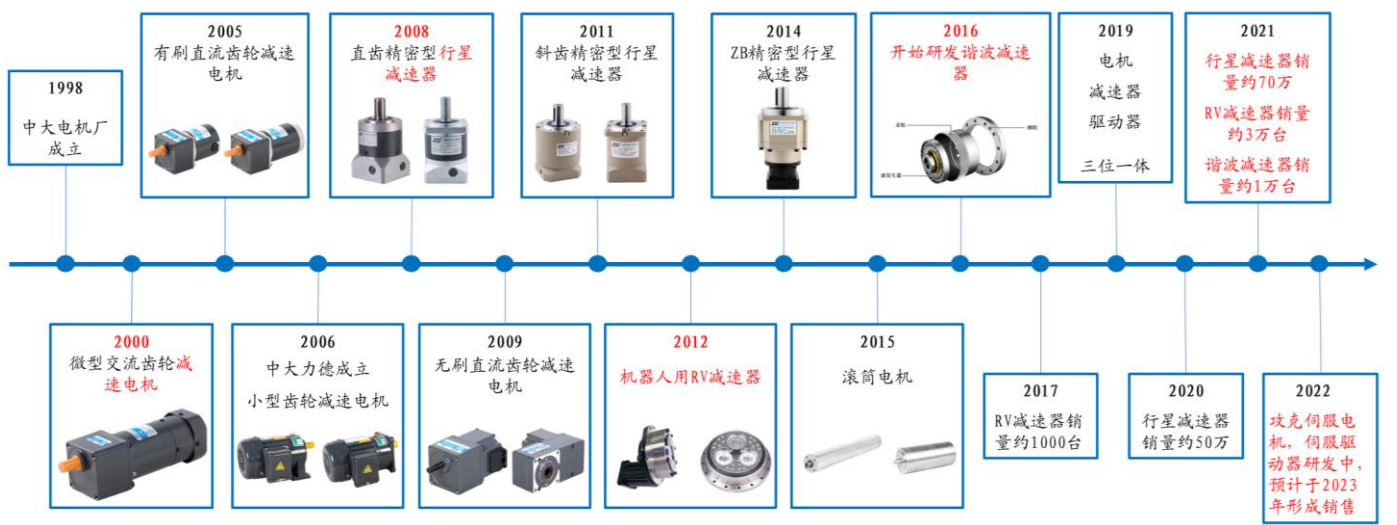 1998
中大电机厂
成立
2000
微型交流齿轮减
速电机
2005
有刷直流齿轮减速
电机
2006
中大力德成立
小型齿轮减速电机
2008
直齿精密型行星
减速器
2009
无刷直流齿轮减速
电机
2011
斜齿精密型行星
减速器
2012
机器人用RV减速器
2014
ZB精密型行星
减速器
2015
滚筒电机
2016
开始研发谐波减速
器
2017
RV减速器销
量约1000台
2019
电机
减速器
驱动器
三位一体
2020
行星减速器
销量约50万
2021
行星减速器销
量约70万
RV减速器销量
约3万台
谐波减速器销
量约1万台
2022
攻克伺服电
机，伺服驱
动器研发中，
预计于2023
年形成销售